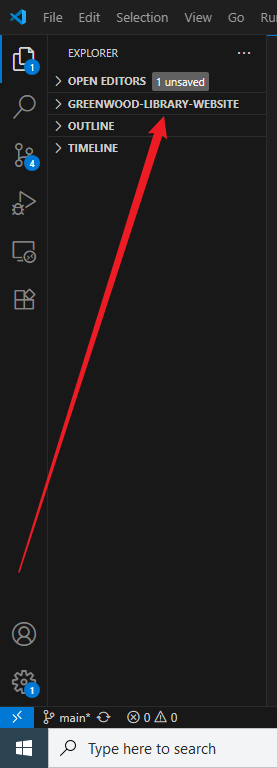 File Edit Selection View Go Ru
EXPLORER
OPEN EDITORS 1 unsaved
GREENWOOD-LIBRARY-WEBSITE
OUTLINE
TIMELINE
1
4
1
main* 0 0
Type here to search